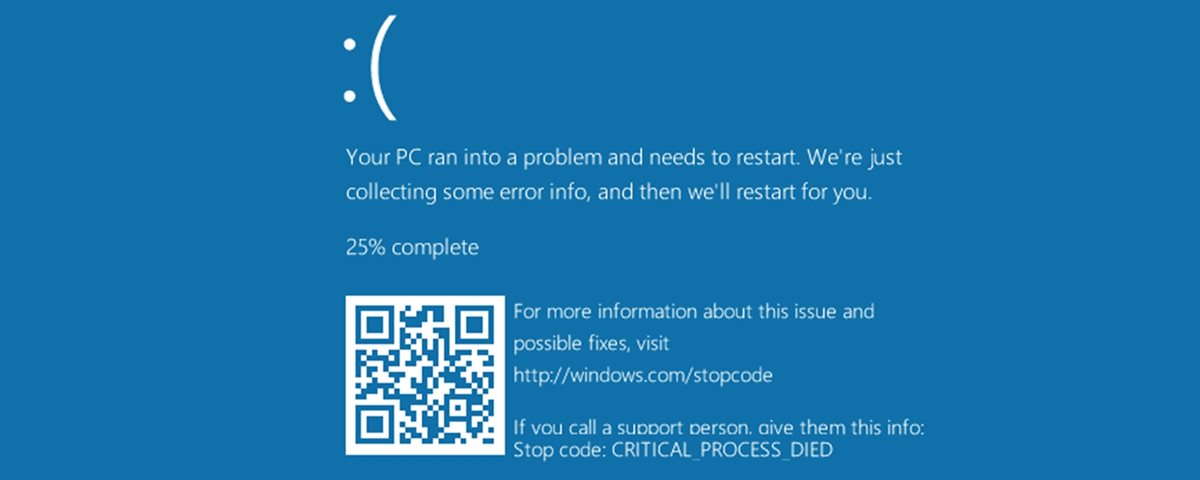 :(
Your PC ran into a problem and needs to restart. We're just
collecting some error info, and then we'll restart for you.
25% complete
For more information about this issue and
possible fixes, visit
http://windows.com/stopcode
If you call a support person, give them this info:
Stop code: CRITICAL_PROCESS_DIED